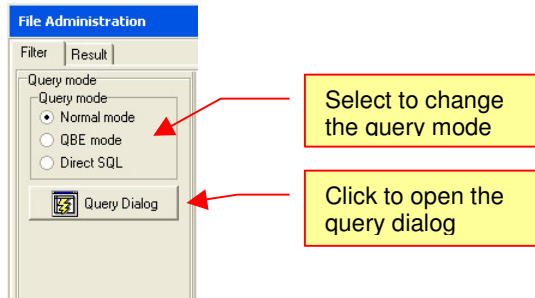 File Administration
Filter Result
Query mode
Query mode
Normal mode
QBE mode
Direct SQL
Query Dialog
Select to change
the query mode
Click to open the
query dialog